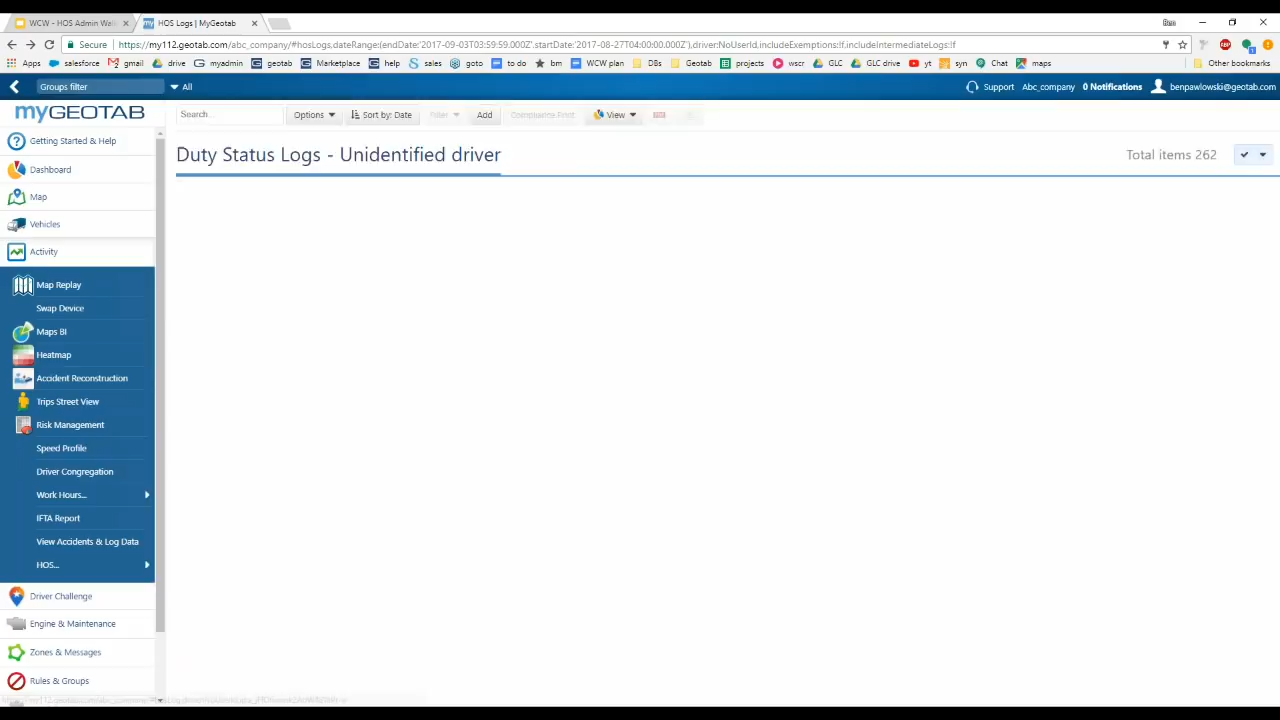 WCW - HOS Admin Wal
HOS Logs | MyGeotab
Secure
https://my112.geotab.com/abc_company/#hosLogs,dateRange:(endDate:'2017-09-03T03:59:59.000Z',startDate:'2017-08-27T04:00:00.000Z'),driver:NoUserId,includeExemptions:!f,includeIntermediateLogs:!f
Apps salesforce gmail drive myadmin geotab Marketplace help sales goto to do bm WCW plan DBs Geotab projects wscr GLC GLC drive yt syn Chat maps Other bookmarks
Groups filter All Support Abc_company 0 Notifications benpawlowski@geotab.com
myGEOTAB
Search... Options Sort by: Date Filter Add Compliance Print View
Getting Started & Help
Duty Status Logs - Unidentified driver
Total items 262
Dashboard
Map
Vehicles
Activity
Map Replay
Swap Device
Maps BI
Heatmap
Accident Reconstruction
Trips Street View
Risk Management
Speed Profile
Driver Congregation
Work Hours...
IFTA Report
View Accidents & Log Data
HOS...
Driver Challenge
Engine & Maintenance
Zones & Messages
Rules & Groups